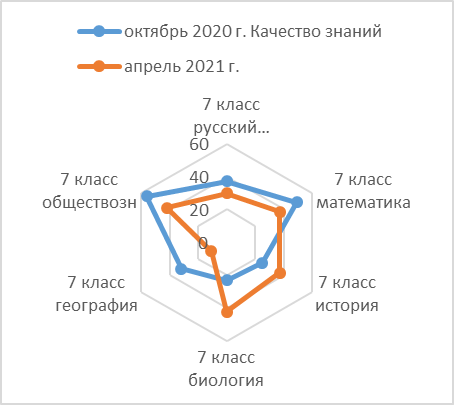 октябрь 2020 г. Качество знаний
апрель 2021 г.
7 класс
русский...
60
40
20
0
7 класс
математика
7 класс
история
7 класс
биология
7 класс
география
7 класс
обществозн